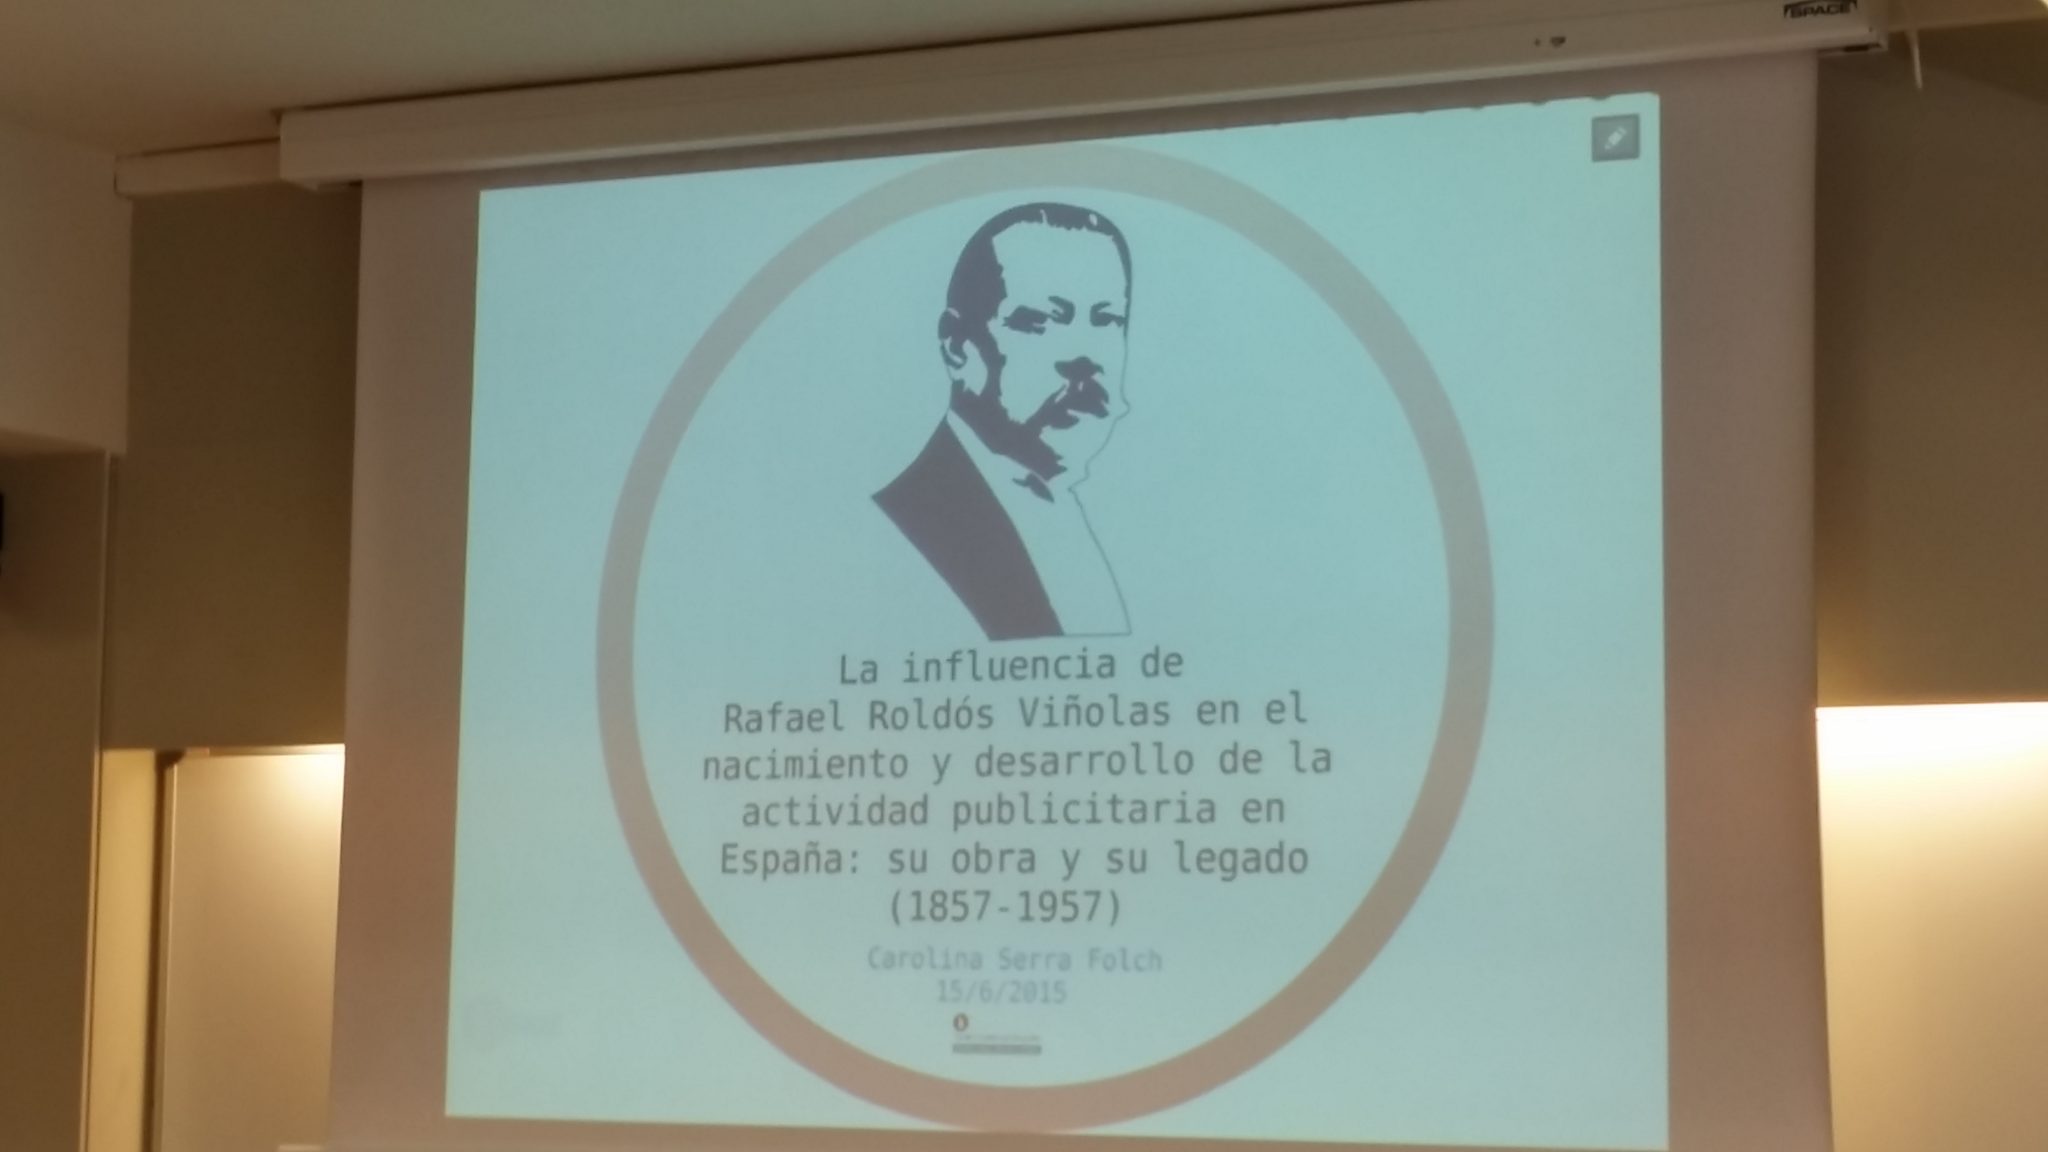 SPACE
La influencia de
Rafael Roldós Viñolas en el
nacimiento y desarrollo de la
actividad publicitaria en
España: su obra y su legado
(1857-1957)
Carolina Serra Folch
15/6/2015